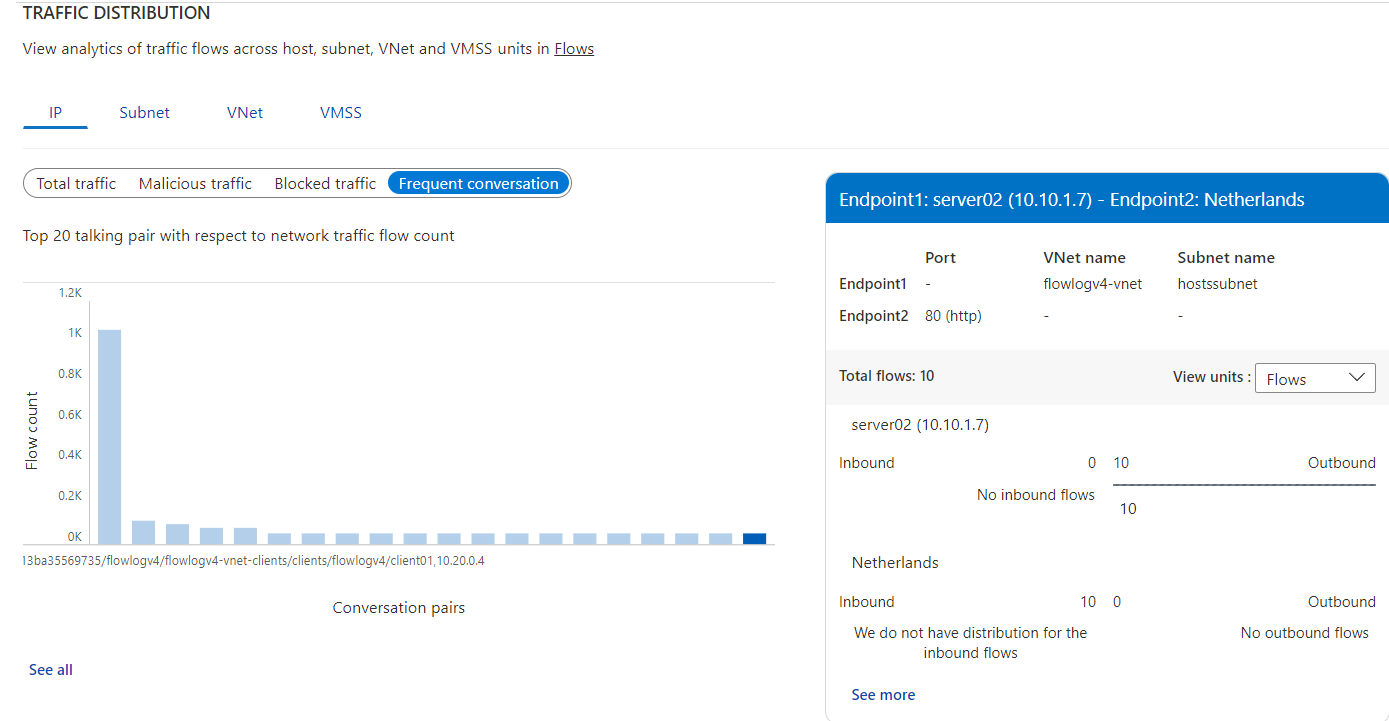 TRAFFIC DISTRIBUTION
View analytics of traffic flows across host, subnet, VNet and VMSS units in Flows
IP Subnet VNet VMSS
Total traffic Malicious traffic Blocked traffic Frequent conversation
Top 20 talking pair with respect to network traffic flow count
1.2K
1K
0.8K
0.6K
0.4K
0.2K
0K
Flow count
13ba35569735/flowlogv4/flowlogv4-vnet-clients/clients/flowlogv4/client01,10.20.0.4
Conversation pairs
See all
Endpoint1: server02 (10.10.1.7) - Endpoint2: Netherlands
Port VNet name Subnet name
Endpoint1 - flowlogv4-vnet hostssubnet
Endpoint2 80 (http) - -
Total flows: 10 View units : Flows
server02 (10.10.1.7)
Inbound 0 10 Outbound
No inbound flows
10
Netherlands
Inbound 10 0 Outbound
We do not have distribution for the No outbound flows
inbound flows
See more